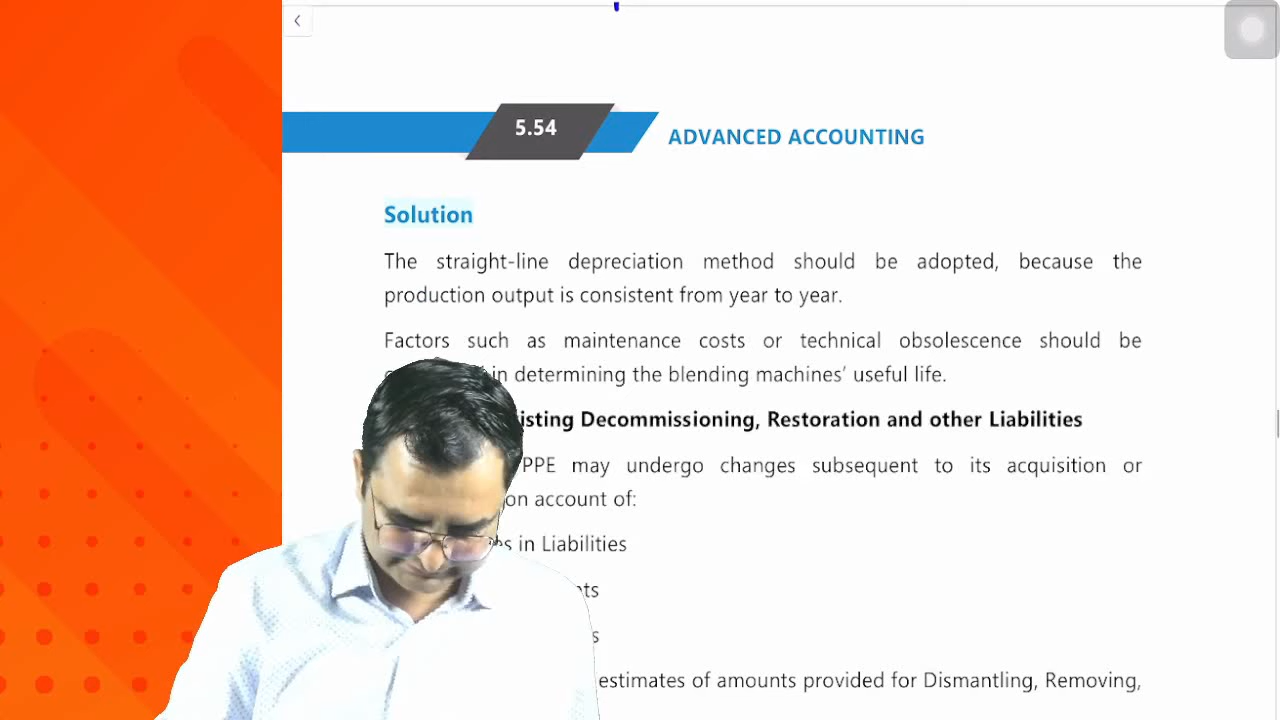 5.54
ADVANCED ACCOUNTING
Solution
The straight-line depreciation method should be adopted, because the
production output is consistent from year to year.
Factors such as maintenance costs or technical obsolescence should be
in determining the blending machines’ useful life.
Decommissioning, Restoration and other Liabilities
PPE may undergo changes subsequent to its acquisition or
on account of:
in Liabilities
estimates of amounts provided for Dismantling, Removing,